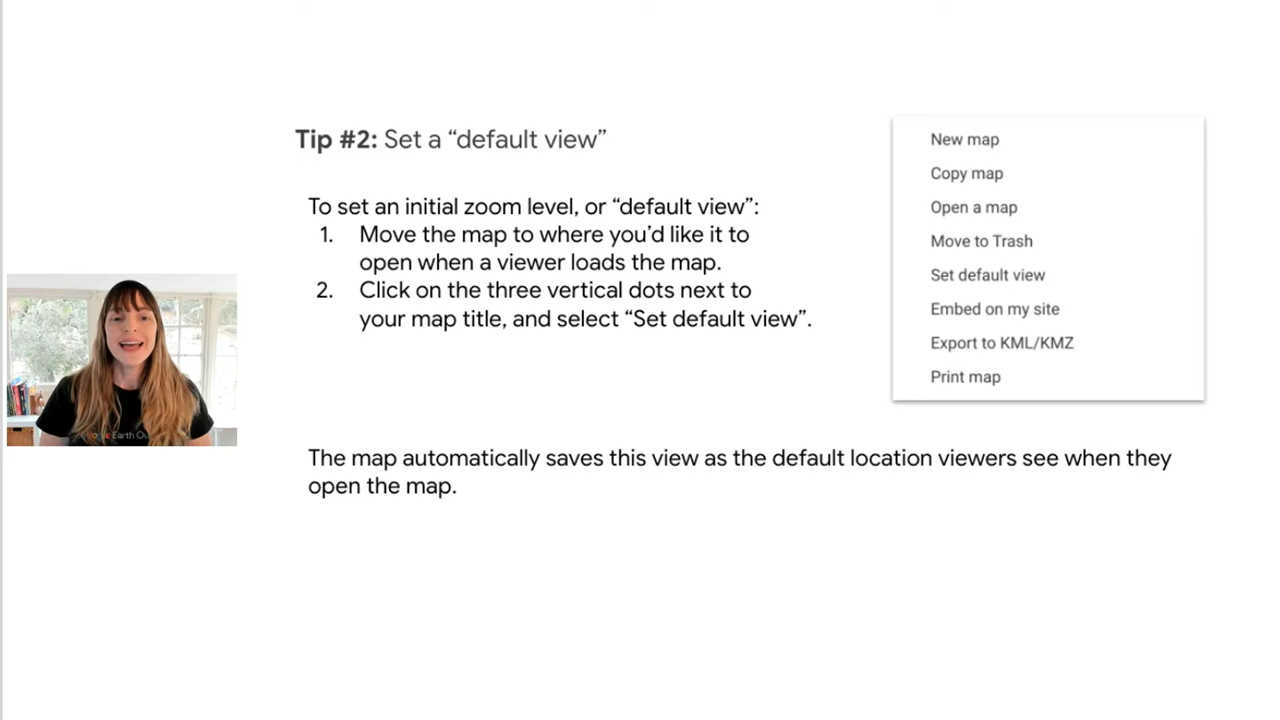 Tip #2: Set a “default view”
To set an initial zoom level, or “default view”:
1. Move the map to where you’d like it to
open when a viewer loads the map.
2. Click on the three vertical dots next to
your map title, and select “Set default view”.
The map automatically saves this view as the default location viewers see when they
open the map.
New map
Copy map
Open a map
Move to Trash
Set default view
Embed on my site
Export to KML/KMZ
Print map
Earth